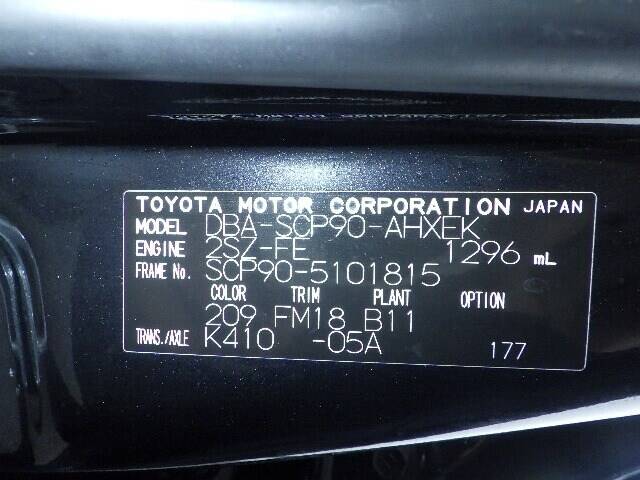 TOYOTA MOTOR CORPORATION JAPAN
MODEL DBA-SCP90-AHXEK
ENGINE 2SZ-FE 1296 mL
FRAME No. SCP90-5101815
COLOR TRIM PLANT OPTION
209 FM18 B11
TRANS./AXLE K410 -05A 177